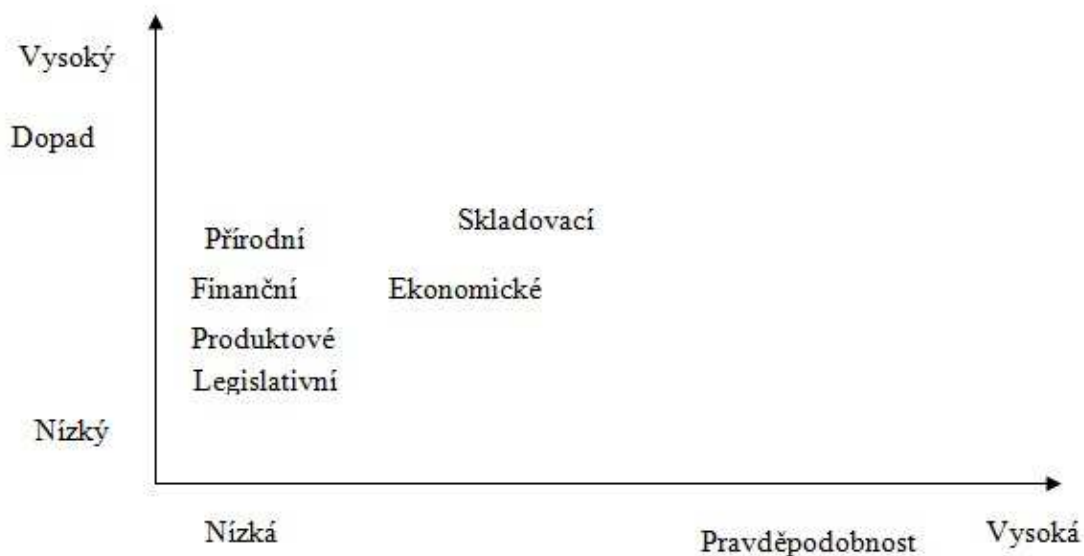 Vysoký
Dopad
Skladovací
Přírodní
Finanční Ekonomické
Produktové
Legislativní
Nízký
Nízká Pravděpodobnost Vysoká